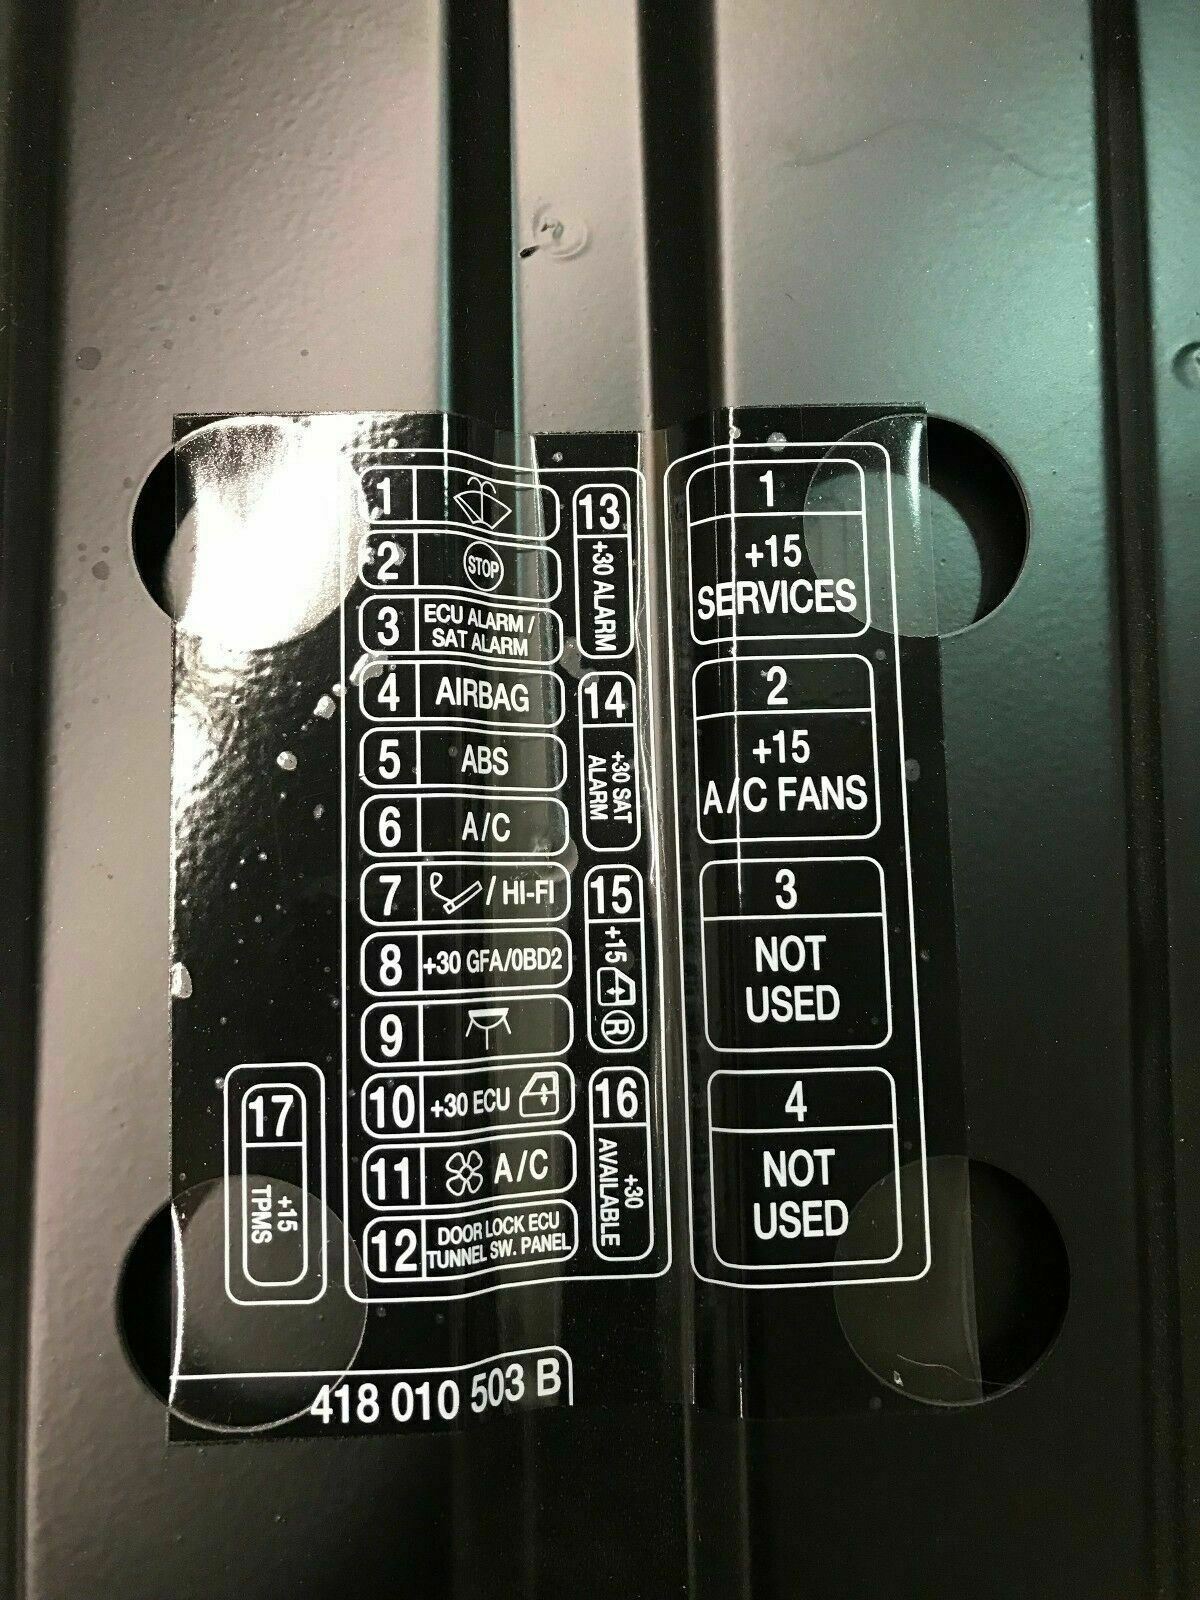 1
2 STOP
3 ECU ALARM /
SAT ALARM
4 AIRBAG
5 ABS
6 A/C
7 / HI-FI
8 +30 GFA/0BD2
9
10 +30 ECU
11 A/C
12 DOOR LOCK ECU
TUNNEL SW. PANEL
13
+30 ALARM
14
+30 SAT
ALARM
15
+15 R
16
+30
AVAILABLE
17
+15
TPMS
1
+15
SERVICES
2
+15
A/C FANS
3
NOT
USED
4
NOT
USED
418 010 503 B